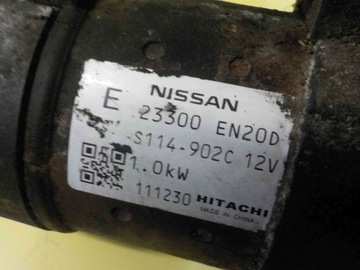 E NISSAN
23300 EN20D
S114-902C 12V
1.0kW
111230 HITACHI
MADE IN CHINA